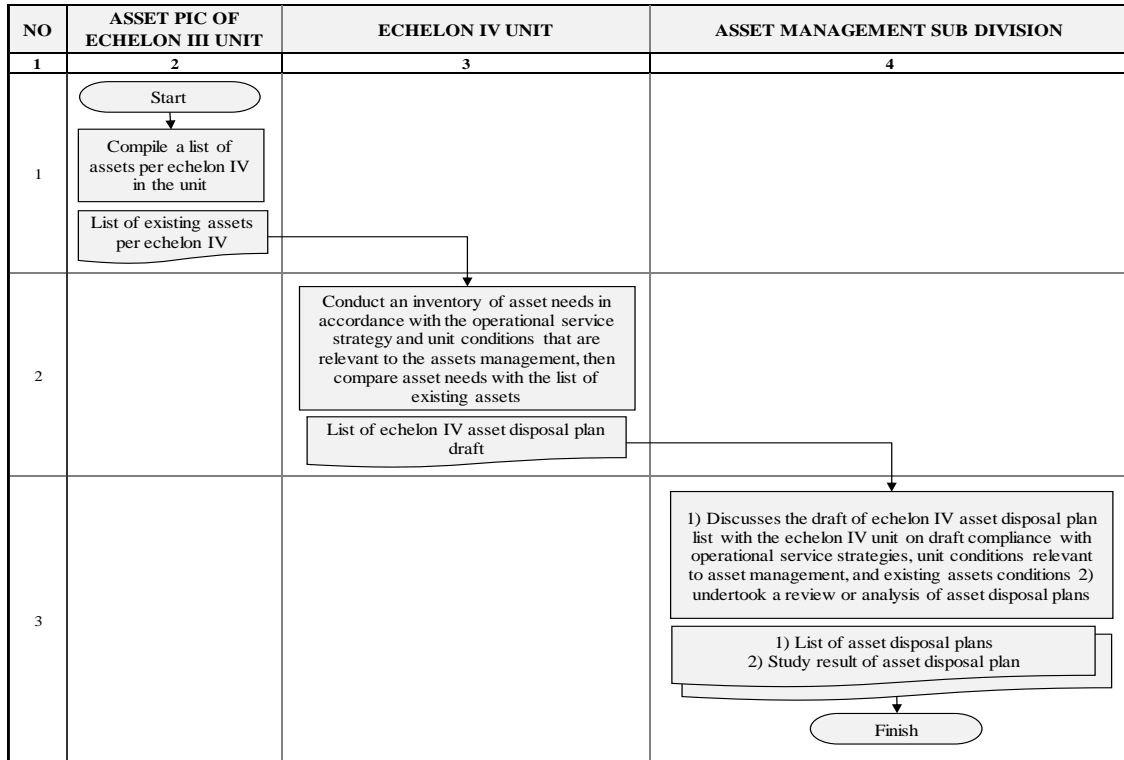 NO
ASSET PIC OF
ECHELON III UNIT
ECHELON IV UNIT
ASSET MANAGEMENT SUB DIVISION
1
2
3
4
1
Start
Compile a list of
assets per echelon IV
in the unit
List of existing assets
per echelon IV
2
Conduct an inventory of asset needs in
accordance with the operational service
strategy and unit conditions that are
relevant to the assets management, then
compare asset needs with the list of
existing assets
List of echelon IV asset disposal plan
draft
3
1) Discusses the draft of echelon IV asset disposal plan
list with the echelon IV unit on draft compliance with
operational service strategies, unit conditions relevant
to asset management, and existing assets conditions 2)
undertook a review or analysis of asset disposal plans
1) List of asset disposal plans
2) Study result of asset disposal plan
Finish